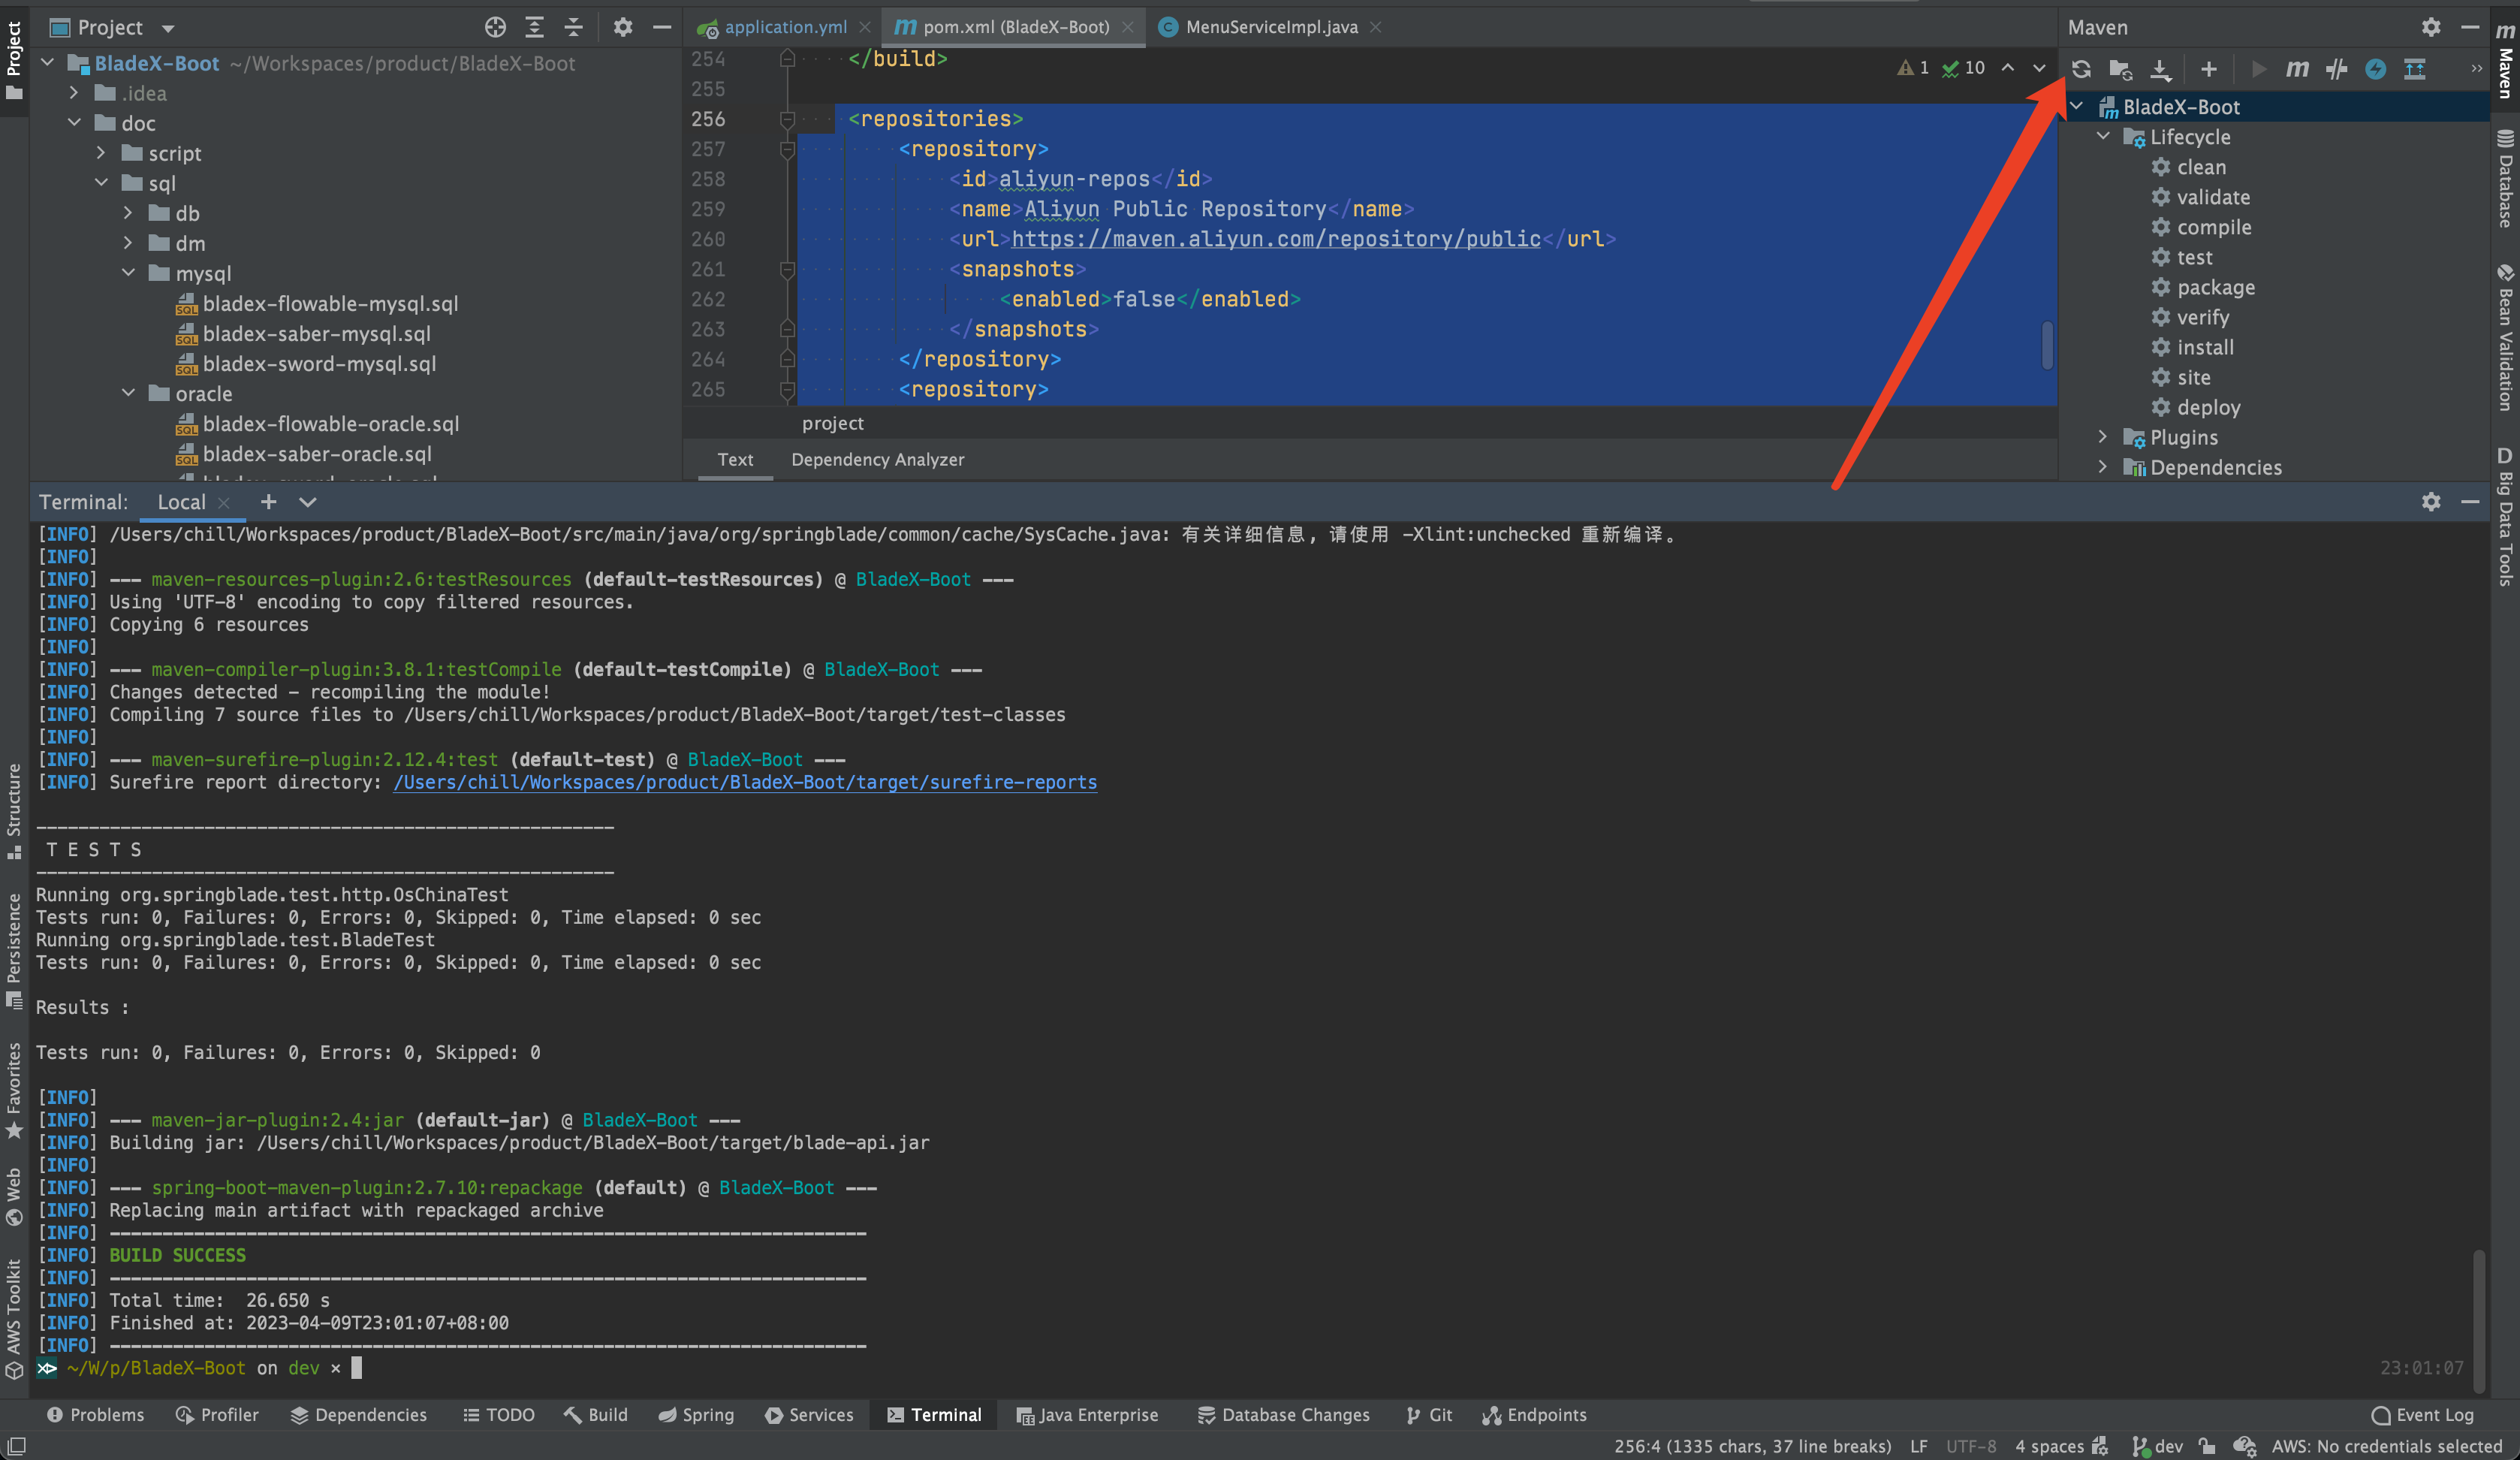 Project
application.yml
pom.xml (BladeX-Boot)
MenuServiceImpl.java
Maven
Project
BladeX-Boot ~/Workspaces/product/BladeX-Boot
.idea
doc
script
sql
db
dm
mysql
bladex-flowable-mysql.sql
bladex-saber-mysql.sql
bladex-sword-mysql.sql
oracle
bladex-flowable-oracle.sql
bladex-saber-oracle.sql
254 </build>
255
256 <repositories>
257 <repository>
258 <id>aliyun-repos</id>
259 <name>Aliyun Public Repository</name>
260 <url>https://maven.aliyun.com/repository/public</url>
261 <snapshots>
262 <enabled>false</enabled>
263 </snapshots>
264 </repository>
265 <repository>
1 10
project
Text Dependency Analyzer
BladeX-Boot
Lifecycle
clean
validate
compile
test
package
verify
install
site
deploy
Plugins
Dependencies
Maven
Database
Bean Validation
Big Data Tools
Terminal: Local
[INFO] /Users/chill/Workspaces/product/BladeX-Boot/src/main/java/org/springblade/common/cache/SysCache.java: 有关详细信息, 请使用 -Xlint:unchecked 重新编译。
[INFO]
[INFO] --- maven-resources-plugin:2.6:testResources (default-testResources) @ BladeX-Boot ---
[INFO] Using 'UTF-8' encoding to copy filtered resources.
[INFO] Copying 6 resources
[INFO]
[INFO] --- maven-compiler-plugin:3.8.1:testCompile (default-testCompile) @ BladeX-Boot ---
[INFO] Changes detected - recompiling the module!
[INFO] Compiling 7 source files to /Users/chill/Workspaces/product/BladeX-Boot/target/test-classes
[INFO]
[INFO] --- maven-surefire-plugin:2.12.4:test (default-test) @ BladeX-Boot ---
[INFO] Surefire report directory: /Users/chill/Workspaces/product/BladeX-Boot/target/surefire-reports
-------------------------------------------------------
T E S T S
-------------------------------------------------------
Running org.springblade.test.http.OsChinaTest
Tests run: 0, Failures: 0, Errors: 0, Skipped: 0, Time elapsed: 0 sec
Running org.springblade.test.BladeTest
Tests run: 0, Failures: 0, Errors: 0, Skipped: 0, Time elapsed: 0 sec
Results :
Tests run: 0, Failures: 0, Errors: 0, Skipped: 0
[INFO]
[INFO] --- maven-jar-plugin:2.4:jar (default-jar) @ BladeX-Boot ---
[INFO] Building jar: /Users/chill/Workspaces/product/BladeX-Boot/target/blade-api.jar
[INFO]
[INFO] --- spring-boot-maven-plugin:2.7.10:repackage (default) @ BladeX-Boot ---
[INFO] Replacing main artifact with repackaged archive
[INFO] ------------------------------------------------------------------------
[INFO] BUILD SUCCESS
[INFO] ------------------------------------------------------------------------
[INFO] Total time:  26.650 s
[INFO] Finished at: 2023-04-09T23:01:07+08:00
[INFO] ------------------------------------------------------------------------
~/W/p/BladeX-Boot on dev ×
23:01:07
Structure
Persistence
Favorites
Web
AWS Toolkit
Problems Profiler Dependencies TODO Build Spring Services Terminal Java Enterprise Database Changes Git Endpoints Event Log
256:4 (1335 chars, 37 line breaks) LF UTF-8 4 spaces dev AWS: No credentials selected